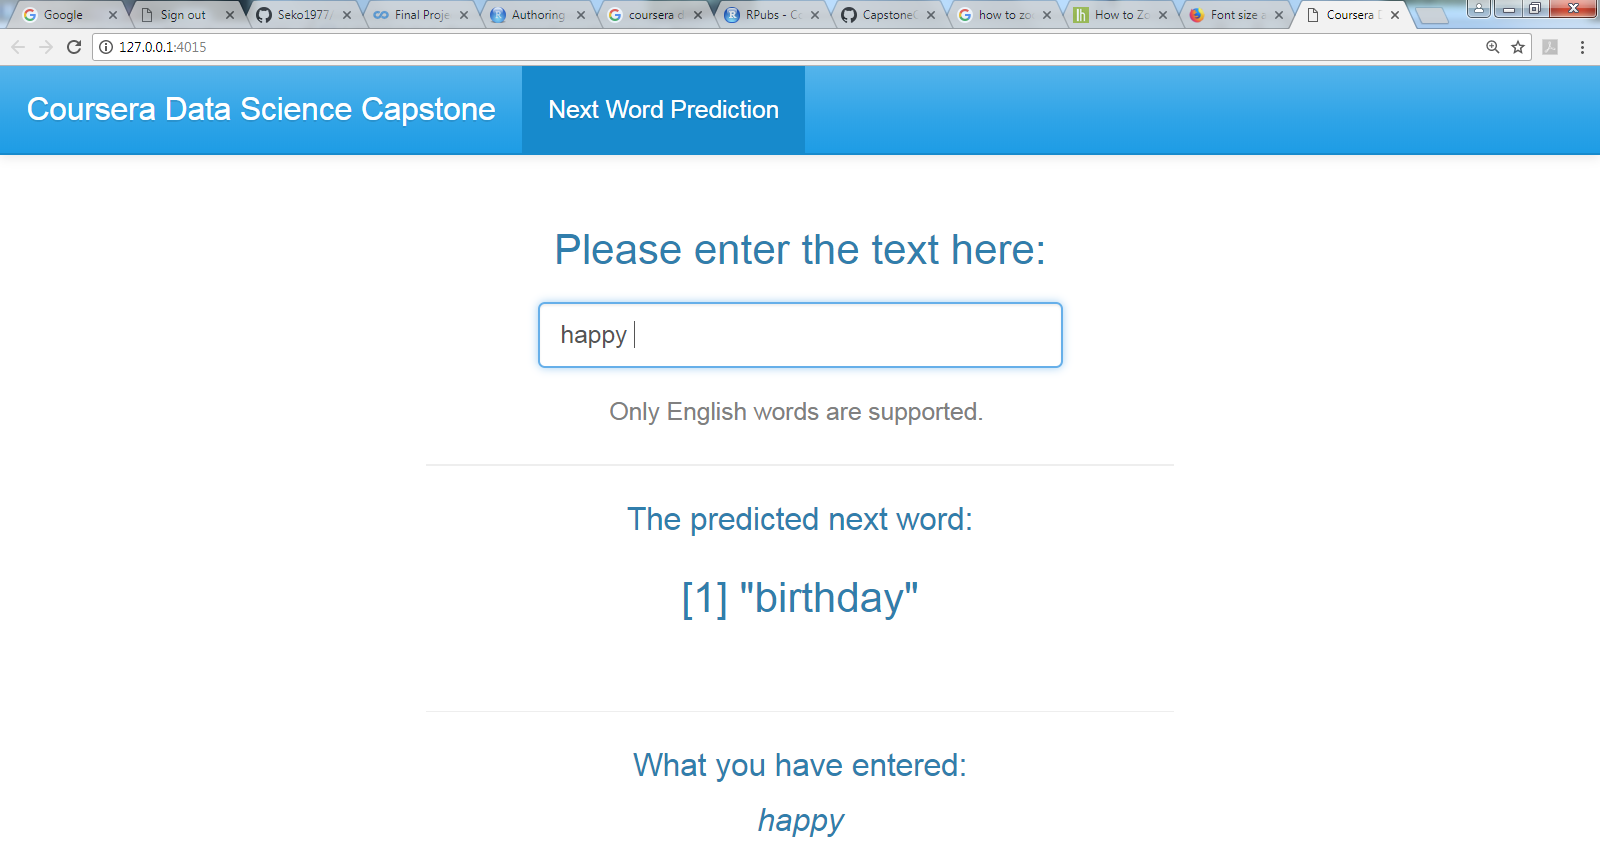 Google Sign out Seko1977/ Final Proje Authoring coursera d RPubs - Co CapstoneC how to zo How to Zo Font size a Coursera D
127.0.0.1:4015
Coursera Data Science Capstone Next Word Prediction
Please enter the text here:
happy
Only English words are supported.
The predicted next word:
[1] "birthday"
What you have entered:
happy